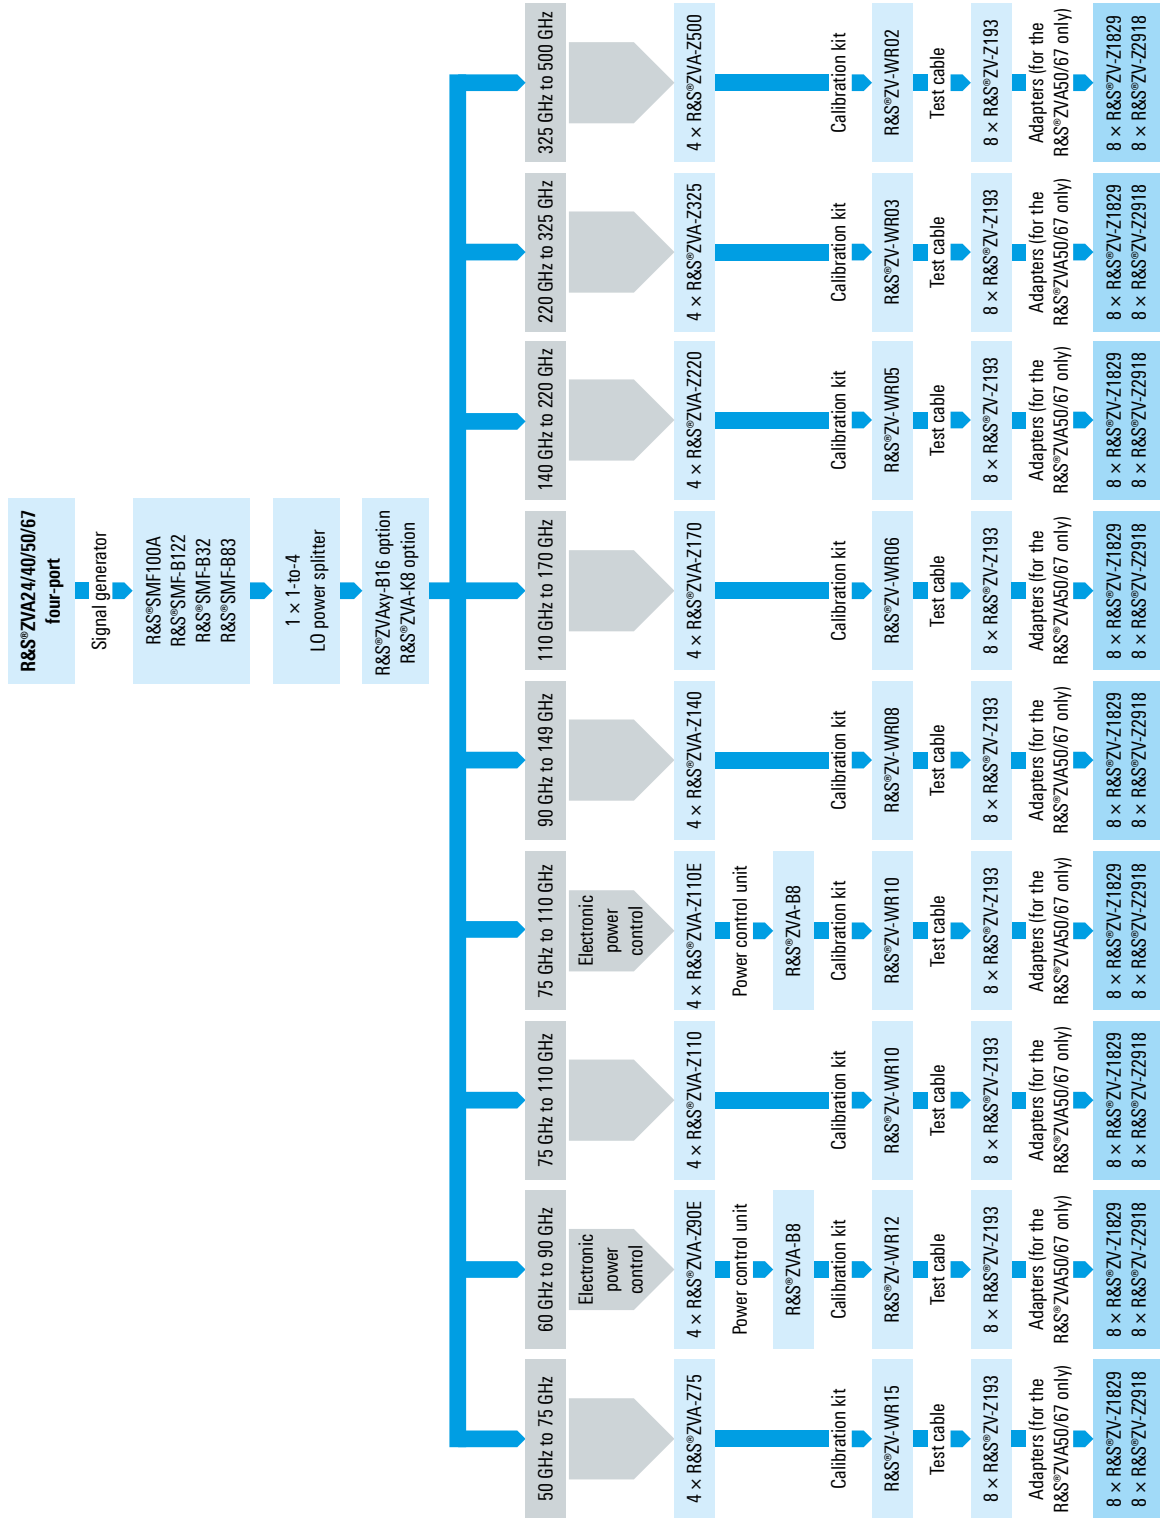 R&S®ZVA24/40/50/67
four-port
Signal generator
R&S®SMF100A
R&S®SMF-B122
R&S®SMF-B32
R&S®SMF-B83
1 × 1-to-4
LO power splitter
R&S®ZVAxy-B16 option
R&S®ZVA-K8 option
50 GHz to 75 GHz
4 × R&S®ZVA-Z75
Calibration kit
R&S®ZV-WR15
Test cable
8 × R&S®ZV-Z193
Adapters (for the
R&S®ZVA50/67 only)
8 × R&S®ZV-Z1829
8 × R&S®ZV-Z2918
60 GHz to 90 GHz
Electronic
power
control
4 × R&S®ZVA-Z90E
Power control unit
R&S®ZVA-B8
Calibration kit
R&S®ZV-WR12
Test cable
8 × R&S®ZV-Z193
Adapters (for the
R&S®ZVA50/67 only)
8 × R&S®ZV-Z1829
8 × R&S®ZV-Z2918
75 GHz to 110 GHz
4 × R&S®ZVA-Z110
Calibration kit
R&S®ZV-WR10
Test cable
8 × R&S®ZV-Z193
Adapters (for the
R&S®ZVA50/67 only)
8 × R&S®ZV-Z1829
8 × R&S®ZV-Z2918
75 GHz to 110 GHz
Electronic
power
control
4 × R&S®ZVA-Z110E
Power control unit
R&S®ZVA-B8
Calibration kit
R&S®ZV-WR10
Test cable
8 × R&S®ZV-Z193
Adapters (for the
R&S®ZVA50/67 only)
8 × R&S®ZV-Z1829
8 × R&S®ZV-Z2918
90 GHz to 149 GHz
4 × R&S®ZVA-Z140
Calibration kit
R&S®ZV-WR08
Test cable
8 × R&S®ZV-Z193
Adapters (for the
R&S®ZVA50/67 only)
8 × R&S®ZV-Z1829
8 × R&S®ZV-Z2918
110 GHz to 170 GHz
4 × R&S®ZVA-Z170
Calibration kit
R&S®ZV-WR06
Test cable
8 × R&S®ZV-Z193
Adapters (for the
R&S®ZVA50/67 only)
8 × R&S®ZV-Z1829
8 × R&S®ZV-Z2918
140 GHz to 220 GHz
4 × R&S®ZVA-Z220
Calibration kit
R&S®ZV-WR05
Test cable
8 × R&S®ZV-Z193
Adapters (for the
R&S®ZVA50/67 only)
8 × R&S®ZV-Z1829
8 × R&S®ZV-Z2918
220 GHz to 325 GHz
4 × R&S®ZVA-Z325
Calibration kit
R&S®ZV-WR03
Test cable
8 × R&S®ZV-Z193
Adapters (for the
R&S®ZVA50/67 only)
8 × R&S®ZV-Z1829
8 × R&S®ZV-Z2918
325 GHz to 500 GHz
4 × R&S®ZVA-Z500
Calibration kit
R&S®ZV-WR02
Test cable
8 × R&S®ZV-Z193
Adapters (for the
R&S®ZVA50/67 only)
8 × R&S®ZV-Z1829
8 × R&S®ZV-Z2918